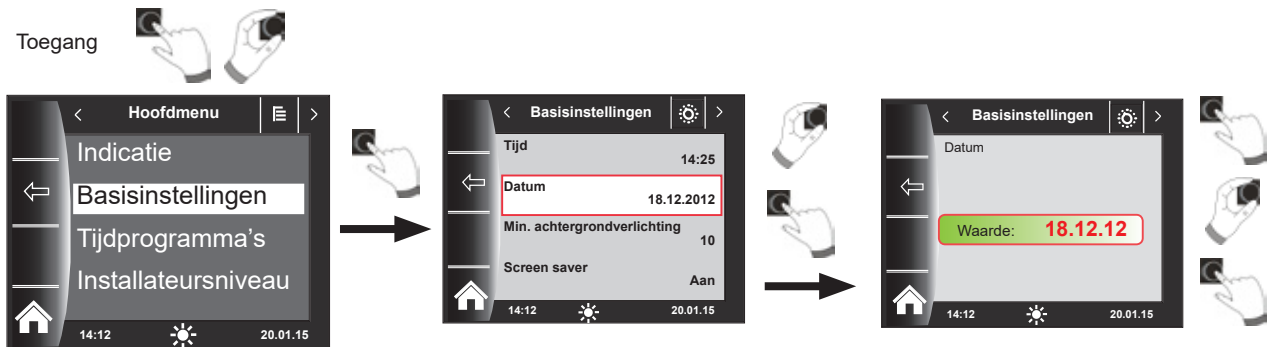 Toegang
Hoofdmenu
Indicatie
Basisinstellingen
Tijdprogramma's
Installateursniveau
14:12
20.01.15
Basisinstellingen
Tijd
14:25
Datum
18.12.2012
Min. achtergrondverlichting
10
Screen saver
Aan
14:12
20.01.15
Basisinstellingen
Datum
Waarde: 18.12.12
14:12
20.01.15